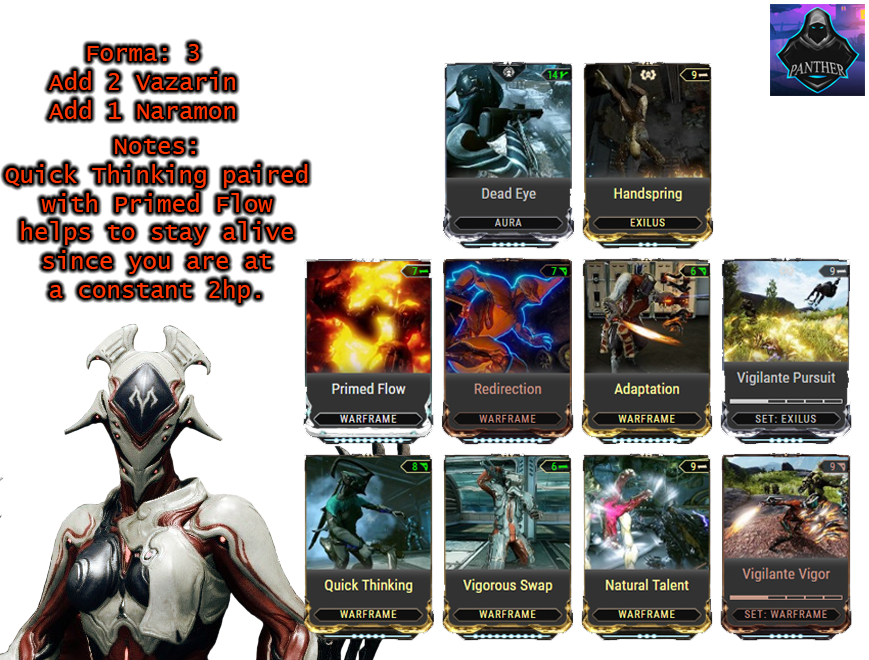 Forma: 3
Add 2 Vazarin
Add 1 Naramon
Notes:
Quick Thinking paired
with Primed Flow
helps to stay alive
since you are at
a constant 2hp.
PANTHER
14
Dead Eye
AURA
9
Handspring
EXILUS
7
Primed Flow
WARFRAME
7
Redirection
WARFRAME
6
Adaptation
WARFRAME
9
Vigilante Pursuit
SET: EXILUS
8
Quick Thinking
WARFRAME
6
Vigorous Swap
WARFRAME
9
Natural Talent
WARFRAME
9
Vigilante Vigor
SET: WARFRAME